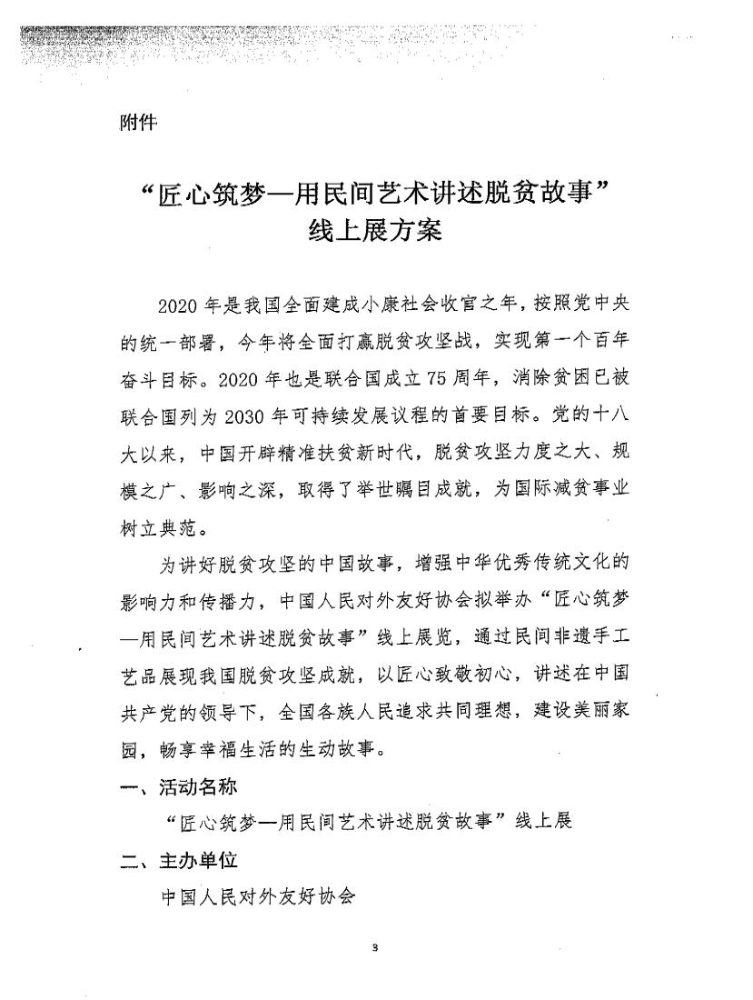 附件
“匠心筑梦—用民间艺术讲述脱贫故事”
线上展方案
2020 年是我国全面建成小康社会收官之年，按照党中央
的统一部署，今年将全面打赢脱贫攻坚战，实现第一个百年
奋斗目标。2020 年也是联合国成立 75 周年，消除贫困已被
联合国列为 2030 年可持续发展议程的首要目标。党的十八
大以来，中国开辟精准扶贫新时代，脱贫攻坚力度之大、规
模之广、影响之深，取得了举世瞩目成就，为国际减贫事业
树立典范。
为讲好脱贫攻坚的中国故事，增强中华优秀传统文化的
影响力和传播力，中国人民对外友好协会拟举办“匠心筑梦
—用民间艺术讲述脱贫故事”线上展览，通过民间非遗手工
艺品展现我国脱贫攻坚成就，以匠心致敬初心，讲述在中国
共产党的领导下，全国各族人民追求共同理想，建设美丽家
园，畅享幸福生活的生动故事。
一、活动名称
“匠心筑梦—用民间艺术讲述脱贫故事”线上展
二、主办单位
中国人民对外友好协会
3